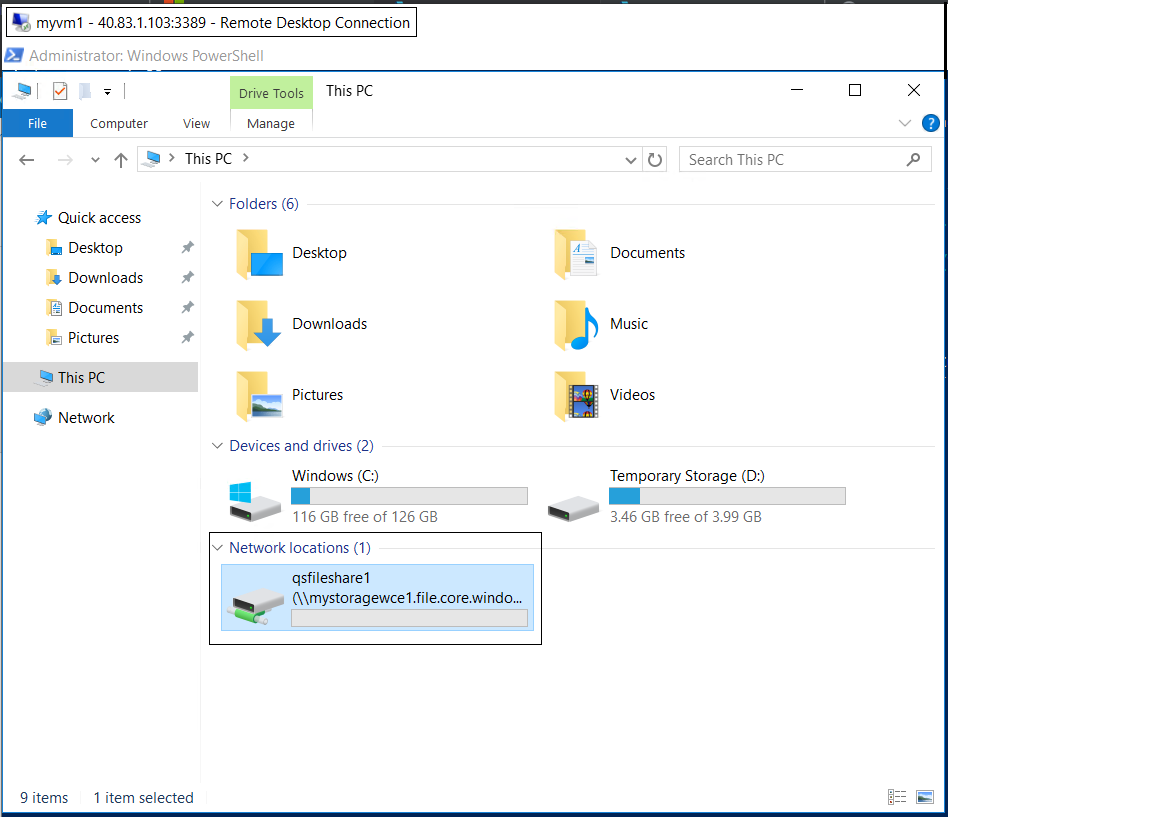 myvm1 - 40.83.1.103:3389 - Remote Desktop Connection
Administrator: Windows PowerShell
Drive Tools
This PC
File
Computer
View
Manage
?
This PC
Search This PC
Quick access
Desktop
Downloads
Documents
Pictures
This PC
Network
Folders (6)
Desktop
Documents
Downloads
Music
Pictures
Videos
Devices and drives (2)
Windows (C:)
116 GB free of 126 GB
Temporary Storage (D:)
3.46 GB free of 3.99 GB
Network locations (1)
qsfileshare1
(\\mystoragewce1.file.core.windo...
9 items
1 item selected